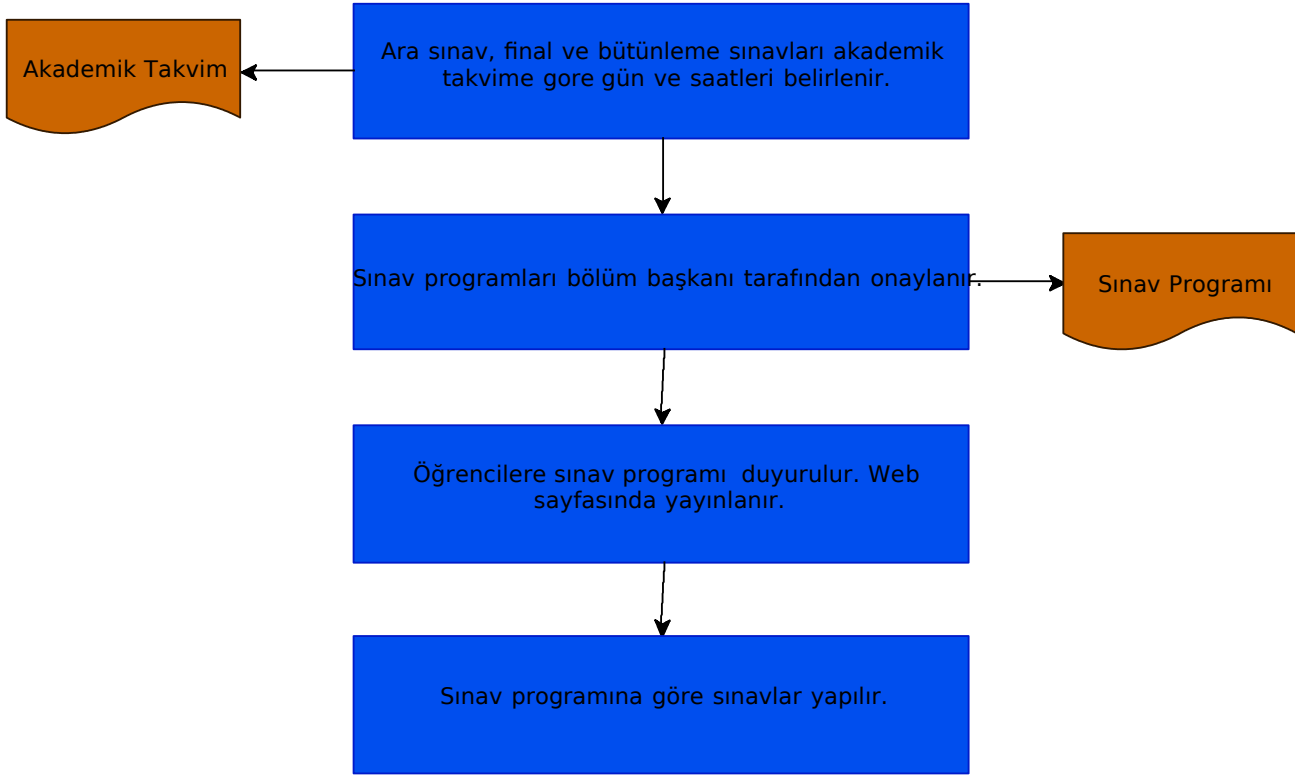 Akademik Takvim
Ara sınav, final ve bütünleme sınavları akademik
takvime gore gün ve saatleri belirlenir.
Sınav programları bölüm başkanı tarafından onaylanır.
Sınav Programı
Öğrencilere sınav programı  duyurulur. Web
sayfasında yayınlanır.
Sınav programına göre sınavlar yapılır.